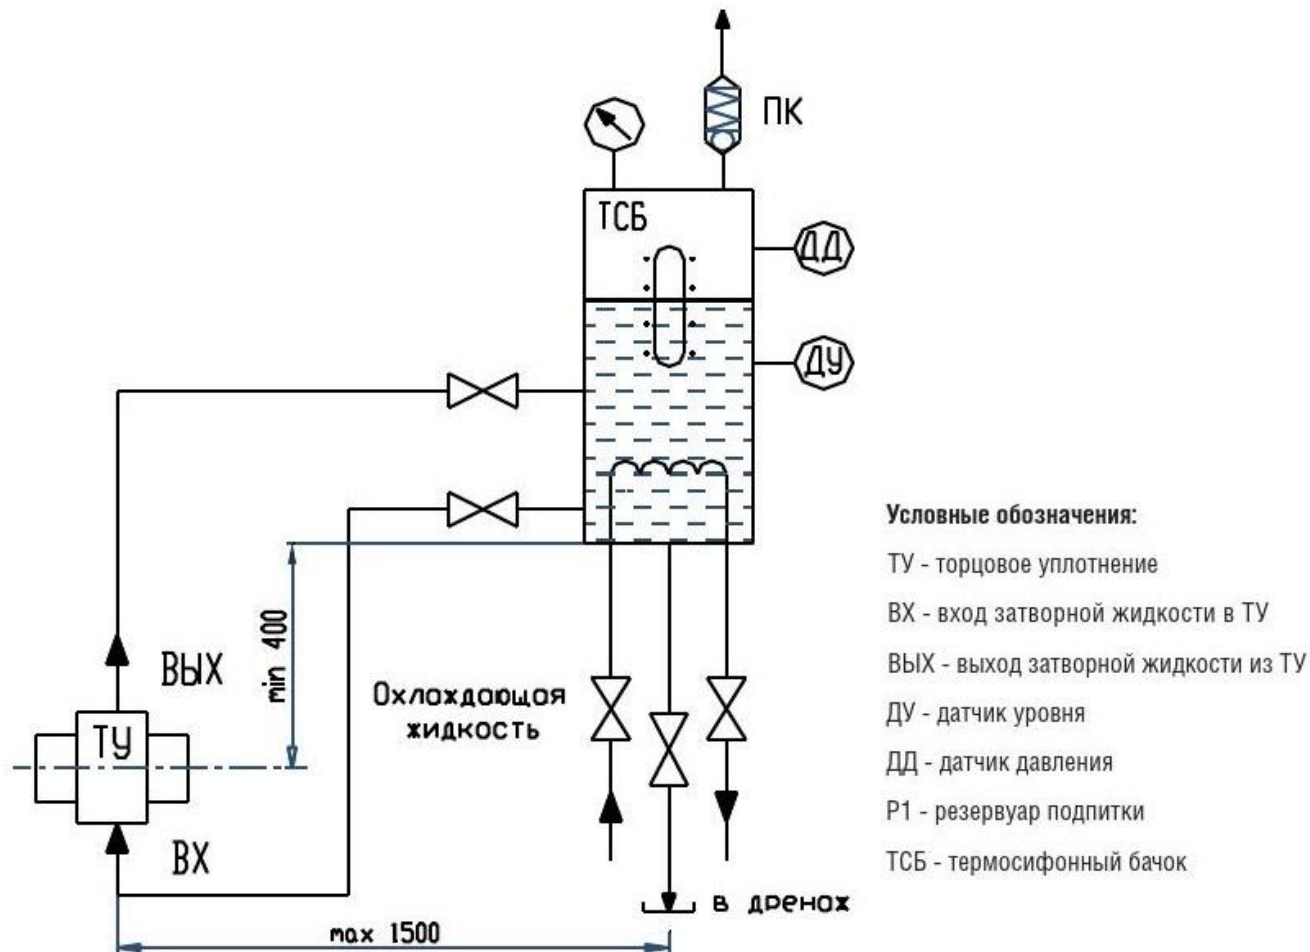 ПК
ТСБ
ДД
ДУ
ВЫХ
min 400
Охлаждающая
жидкость
ТУ
ВХ
в дренаж
max 1500
Условные обозначения:
ТУ - торцовое уплотнение
ВХ - вход затворной жидкости в ТУ
ВЫХ - выход затворной жидкости из ТУ
ДУ - датчик уровня
ДД - датчик давления
Р1 - резервуар подпитки
ТСБ - термосифонный бачок